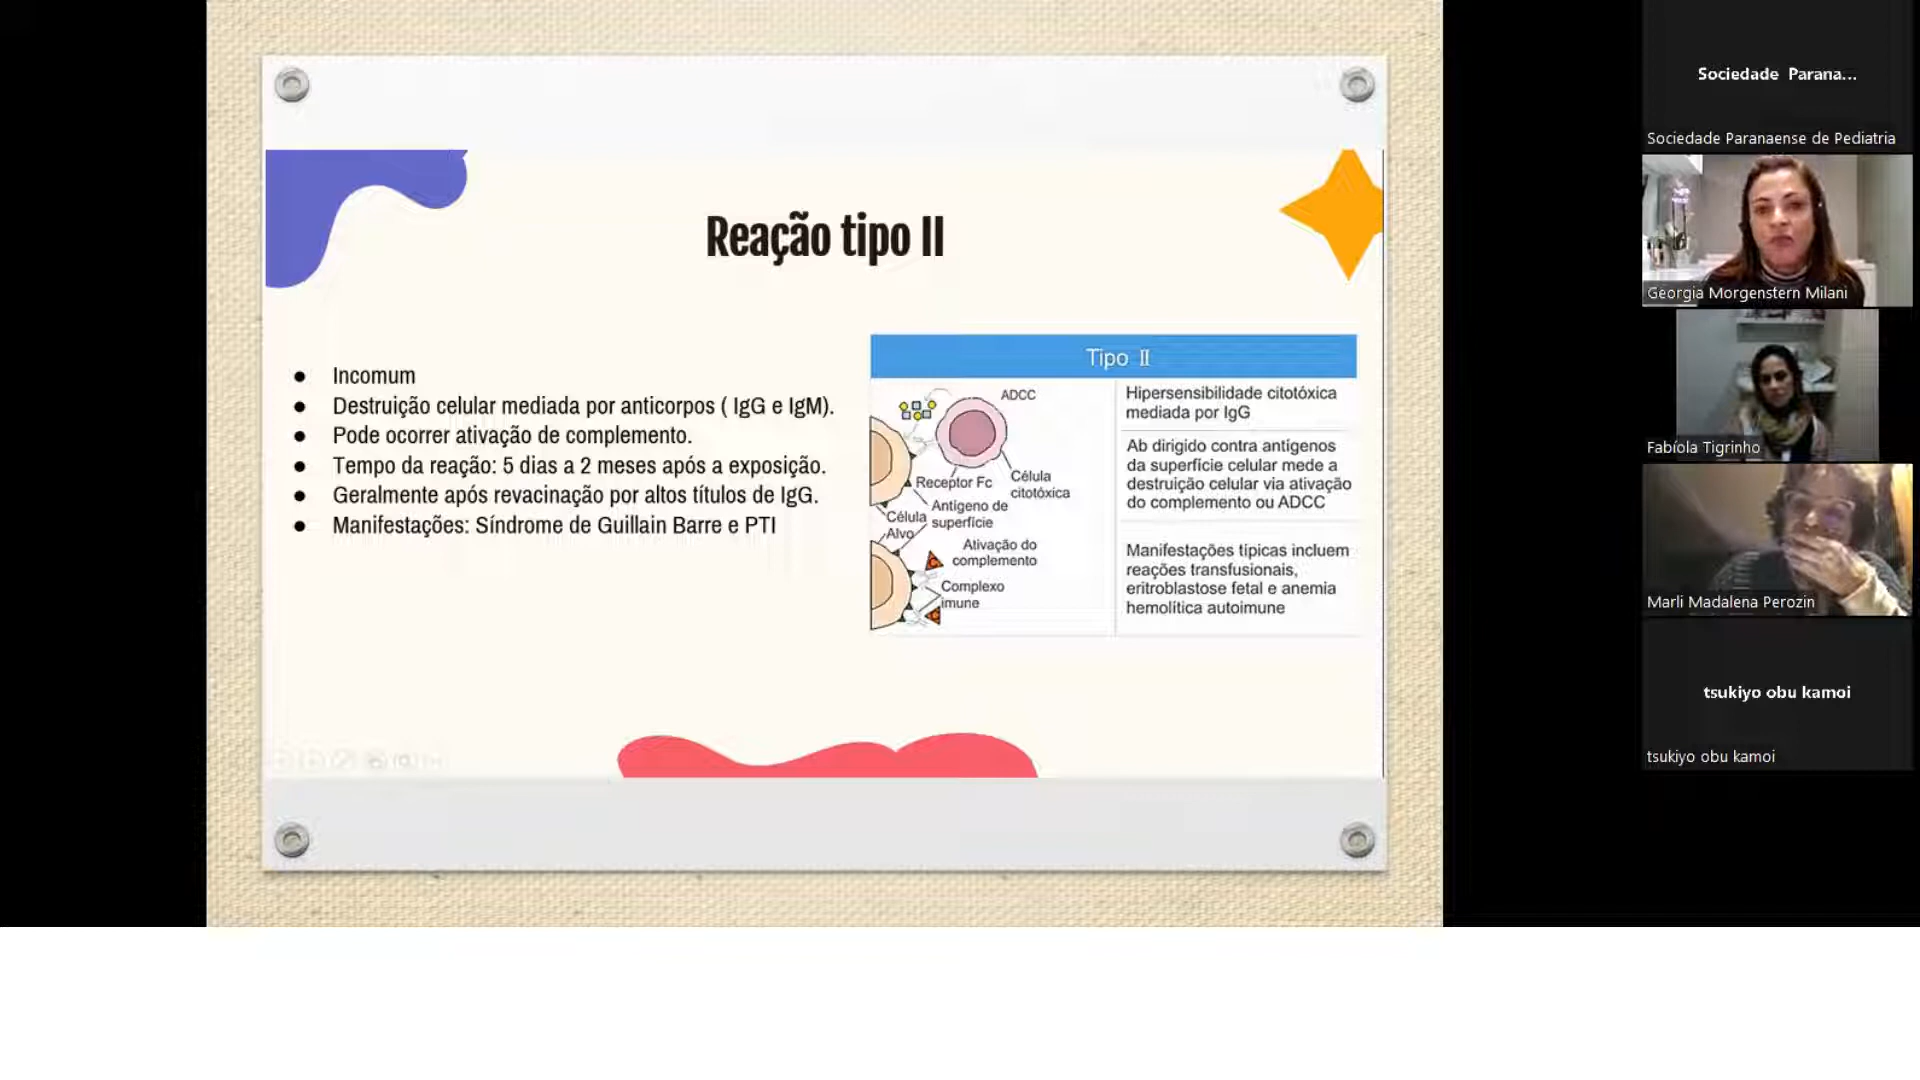 Reação tipo II
Incomum
Destruição celular mediada por anticorpos ( IgG e IgM).
Pode ocorrer ativação de complemento.
Tempo da reação: 5 dias a 2 meses após a exposição.
Geralmente após revacinação por altos títulos de IgG.
Manifestações: Síndrome de Guillain Barre e PTI
Tipo II
ADCC
Receptor Fc
Célula
citotóxica
Antígeno de
superfície
Célula
Alvo
Ativação do
complemento
Complexo
imune
C
C
Hipersensibilidade citotóxica
mediada por IgG
Ab dirigido contra antígenos
da superfície celular mede a
destruição celular via ativação
do complemento ou ADCC
Manifestações típicas incluem
reações transfusionais,
eritroblastose fetal e anemia
hemolítica autoimune
Sociedade Parana...
Sociedade Paranaense de Pediatria
Georgia Morgenstern Milani
Fabíola Tigrinho
Marli Madalena Perozin
tsukiyo obu kamoi
tsukiyo obu kamoi